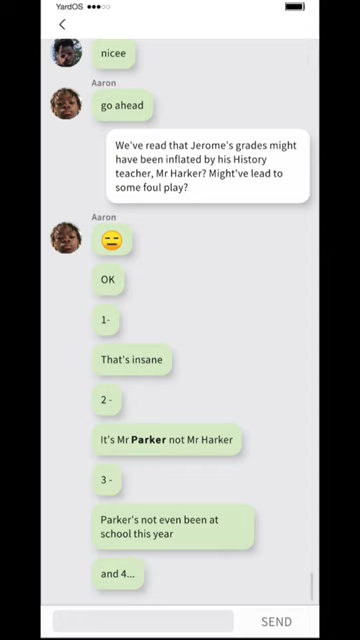 YardOS
nicee
Aaron
go ahead
We've read that Jerome's grades might
have been inflated by his History
teacher, Mr Harker? Might've lead to
some foul play?
Aaron
OK
1-
That's insane
2 -
It's Mr Parker not Mr Harker
3 -
Parker's not even been at
school this year
and 4...
SEND